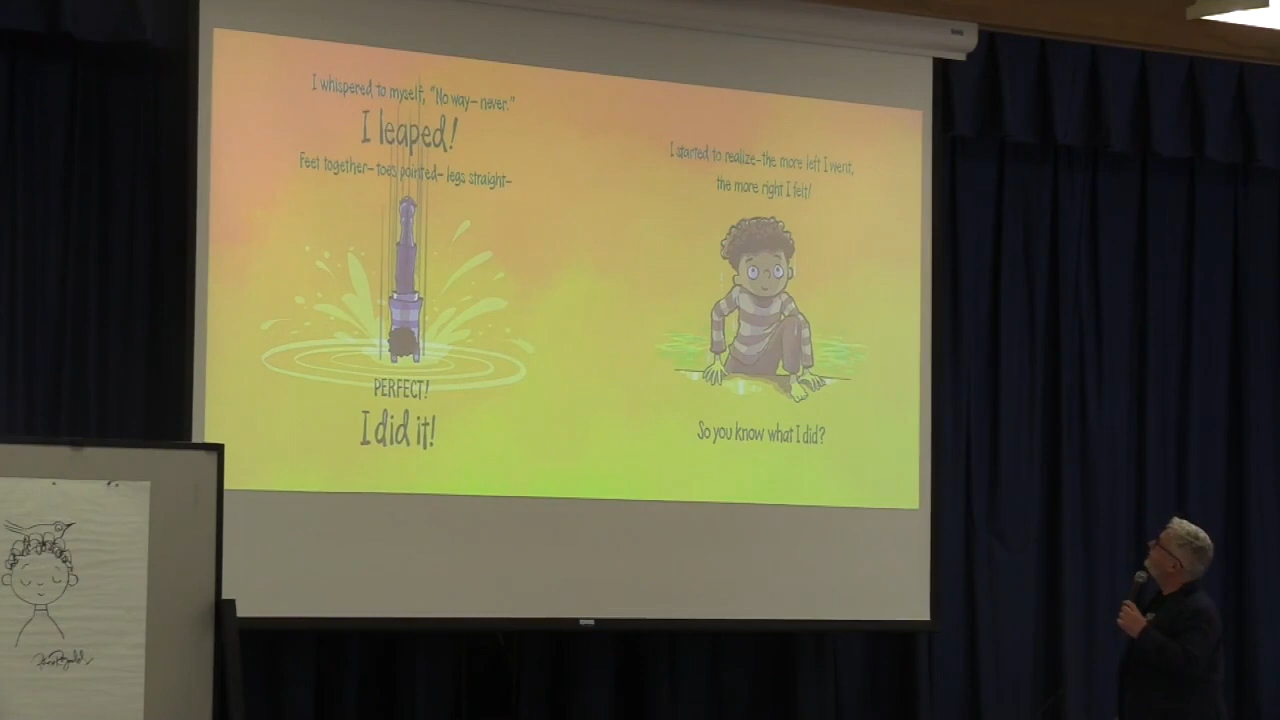 I whispered to myself, "No way— never."
I leaped!
Feet together— toes pointed— legs straight—
PERFECT!
I did it!
I started to realize—the more left I went,
the more right I felt!
So you know what I did?